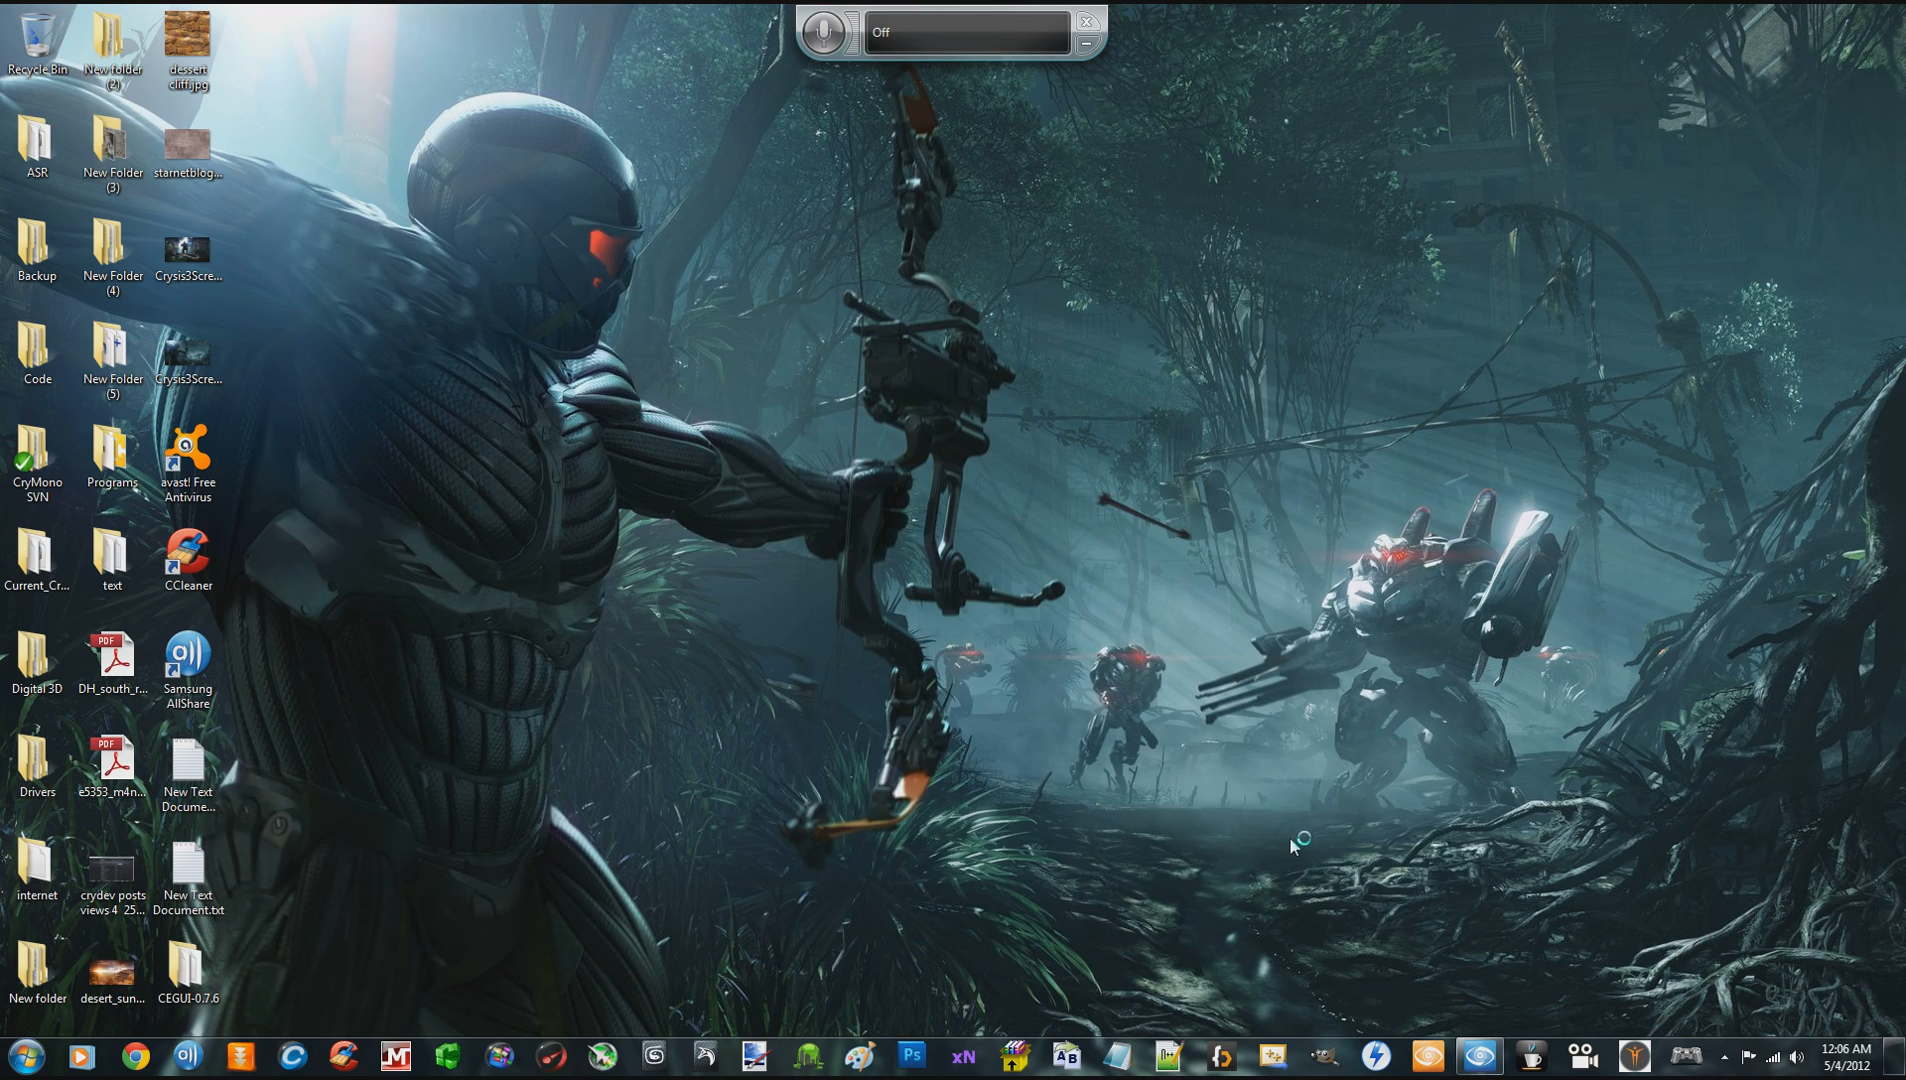 Off
Recycle Bin
New folder
(2)
dessert
cliff.jpg
ASR
New Folder
(3)
starnetblog...
Backup
New Folder
(4)
Crysis3Scre...
Code
New Folder
(5)
Crysis3Scre...
CryMono
SVN
Programs
avast! Free
Antivirus
Current_Cr...
text
CCleaner
PDF
Digital 3D
DH_south_r...
all
Samsung
AllShare
PDF
Drivers
e5353_m4n...
New Text
Docume...
internet
crydev posts
views 4_25...
New Text
Document.txt
New folder
desert_sun...
CEGUI-0.7.6
all
M
Ps
xN
A B
12:06 AM
5/4/2012